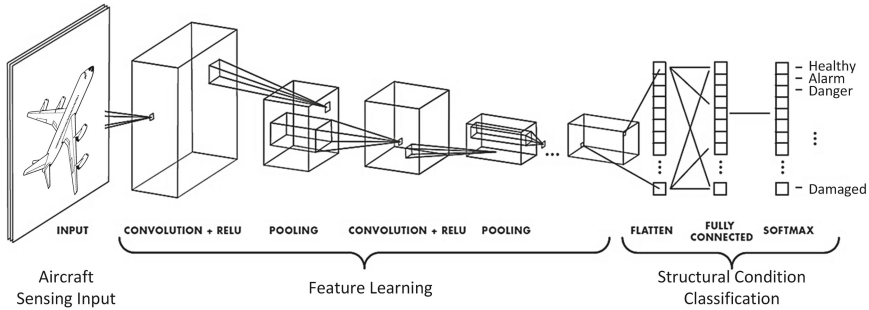 Healthy
Alarm
Danger
Damaged
INPUT
CONVOLUTION + RELU
POOLING
CONVOLUTION + RELU
POOLING
FLATTEN
FULLY
CONNECTED
SOFTMAX
Aircraft
Sensing Input
Feature Learning
Structural Condition
Classification